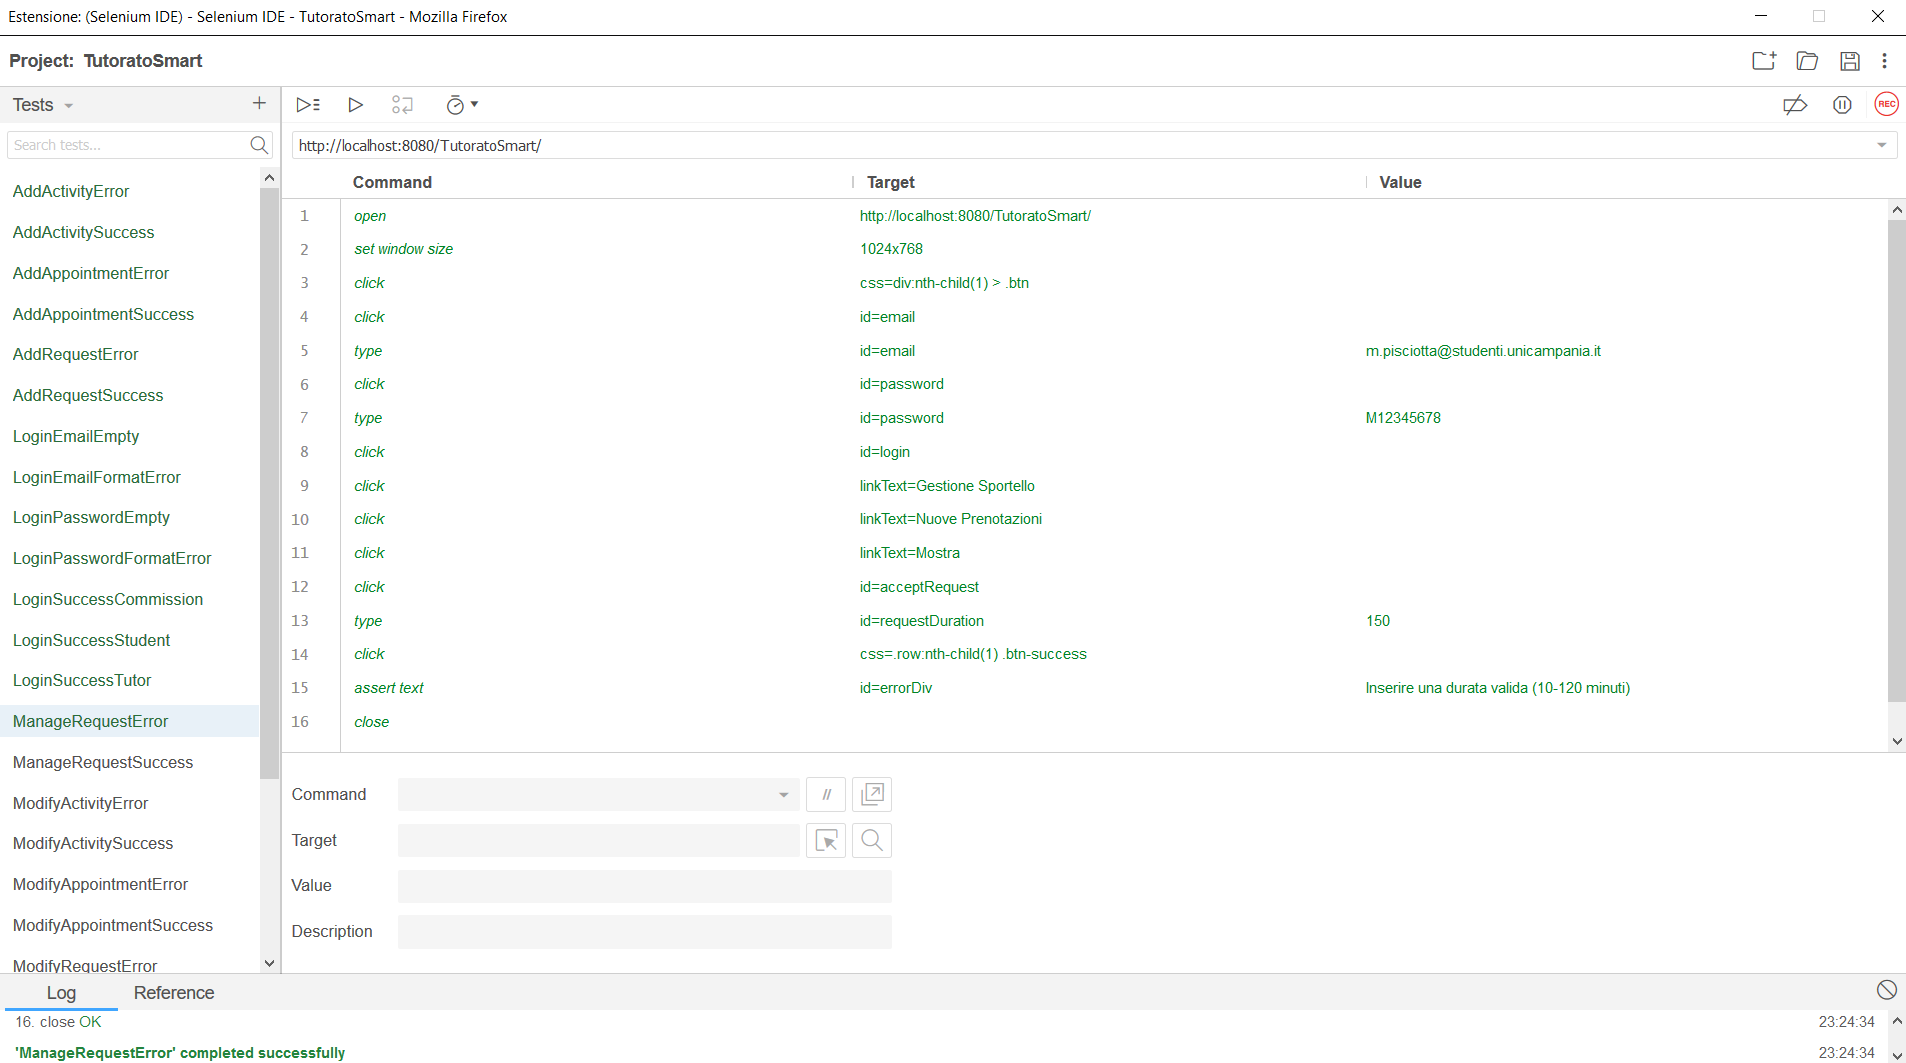 Estensione: (Selenium IDE) - Selenium IDE - TutoratoSmart - Mozilla Firefox
Project: TutoratoSmart
Tests
REC
Search tests...
http://localhost:8080/TutoratoSmart/
Command Target Value
AddActivityError
AddActivitySuccess
AddAppointmentError
AddAppointmentSuccess
AddRequestError
AddRequestSuccess
LoginEmailEmpty
LoginEmailFormatError
LoginPasswordEmpty
LoginPasswordFormatError
LoginSuccessCommission
LoginSuccessStudent
LoginSuccessTutor
ManageRequestError
ManageRequestSuccess
ModifyActivityError
ModifyActivitySuccess
ModifyAppointmentError
ModifyAppointmentSuccess
ModifyRequestError
1 open http://localhost:8080/TutoratoSmart/
2 set window size 1024x768
3 click css=div:nth-child(1) > .btn
4 click id=email
5 type id=email m.pisciotta@studenti.unicampania.it
6 click id=password
7 type id=password M12345678
8 click id=login
9 click linkText=Gestione Sportello
10 click linkText=Nuove Prenotazioni
11 click linkText=Mostra
12 click id=acceptRequest
13 type id=requestDuration 150
14 click css=.row:nth-child(1) .btn-success
15 assert text id=errorDiv Inserire una durata valida (10-120 minuti)
16 close
Command //
Target
Value
Description
Log Reference
16. close OK 23:24:34
'ManageRequestError' completed successfully 23:24:34